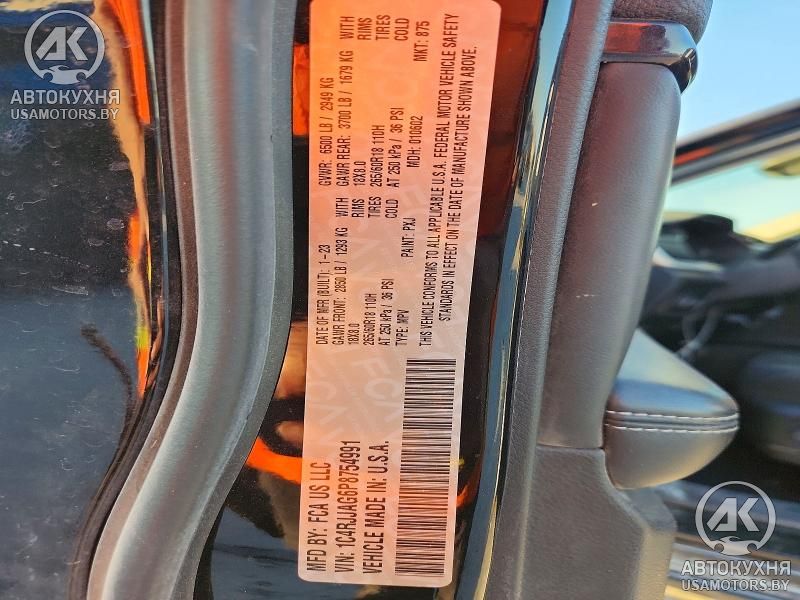 MFD BY: FCA US LLC
DATE OF MFR (BUILT): 1-23
GVWR: 6500 LB / 2949 KG
GAWR FRONT: 2850 LB / 1293 KG WITH
GAWR REAR: 3700 LB / 1679 KG WITH
18X8.0 RIMS
18X8.0 RIMS
265/60R18 110H TIRES
265/60R18 110H TIRES
AT 250 kPa / 36 PSI COLD
AT 250 kPa / 36 PSI COLD
VIN: 1C4RJJAG6P8754991
TYPE: MPV
PAINT: PXJ
MDH: 010602
MKT: 875
VEHICLE MADE IN: U.S.A.
THIS VEHICLE CONFORMS TO ALL APPLICABLE U.S.A. FEDERAL MOTOR VEHICLE SAFETY
STANDARDS IN EFFECT ON THE DATE OF MANUFACTURE SHOWN ABOVE.
АК
АВТОКУХНЯ
USAMOTORS.BY
АК
АВТОКУХНЯ
USAMOTORS.BY